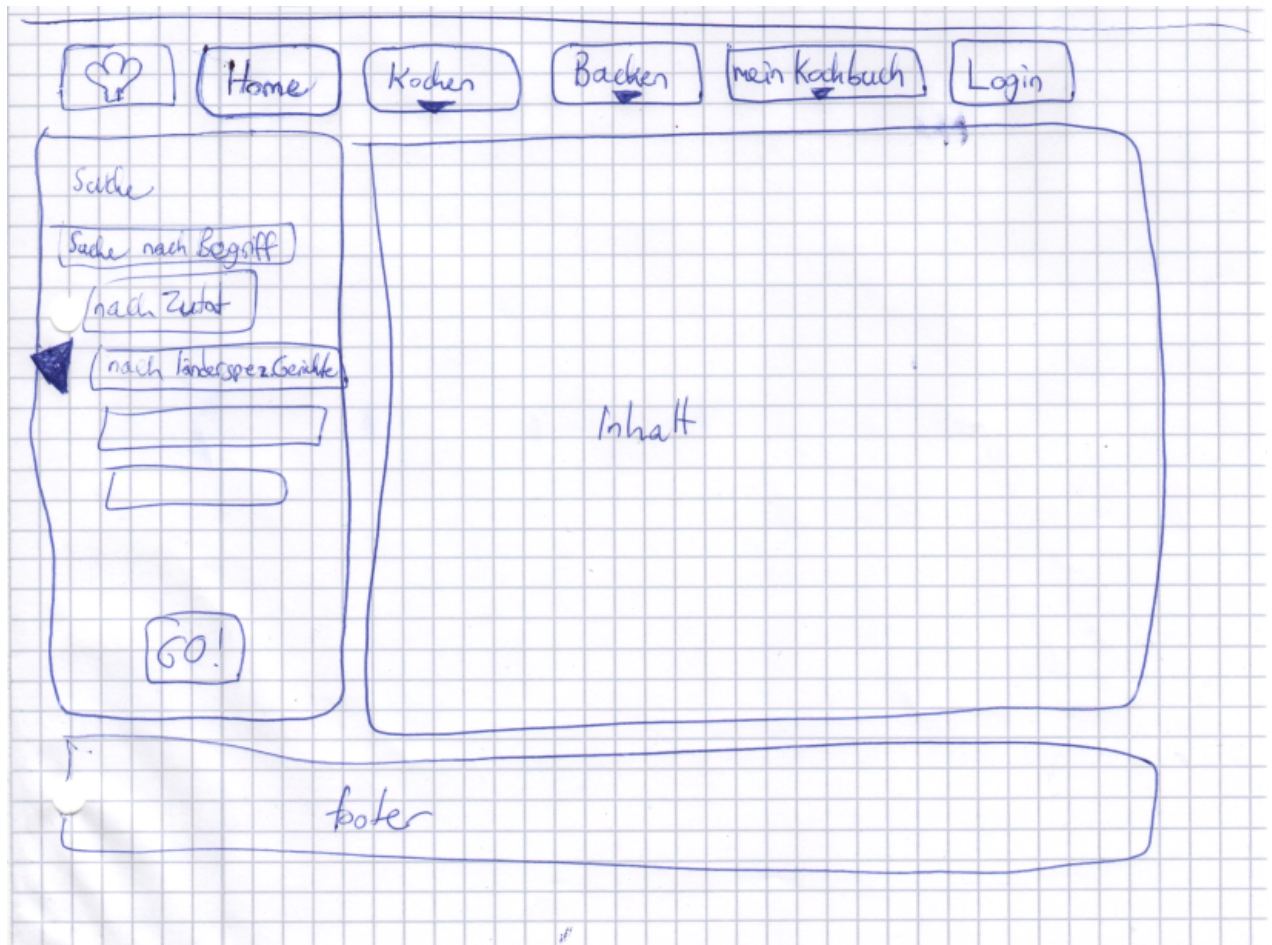 Home Kochen Backen mein Kochbuch Login
Suche
Suche nach Begriff
nach Zutat
nach länderspez. Gerichte
GO!
Inhalt
footer